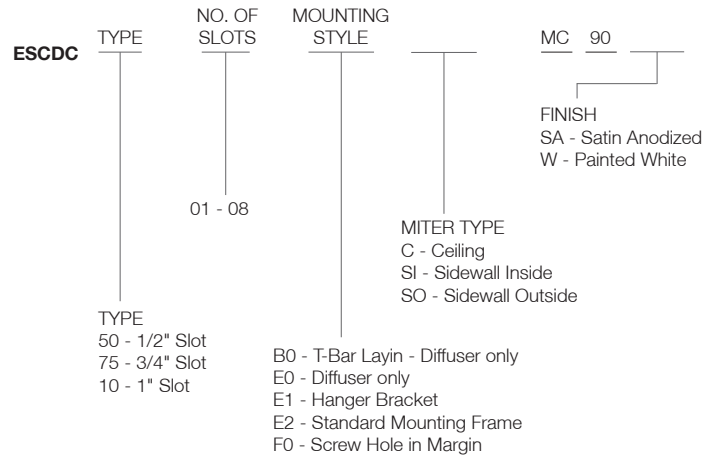 NO. OF
MOUNTING
TYPE
SLOTS
STYLE
MC 90
ESCDC
FINISH
SA - Satin Anodized
W - Painted White
01 - 08
MITER TYPE
C - Ceiling
SI - Sidewall Inside
SO - Sidewall Outside
TYPE
50 - 1/2" Slot
75 - 3/4" Slot
10 - 1" Slot
B0 - T-Bar Layin - Diffuser only
E0 - Diffuser only
E1 - Hanger Bracket
E2 - Standard Mounting Frame
F0 - Screw Hole in Margin